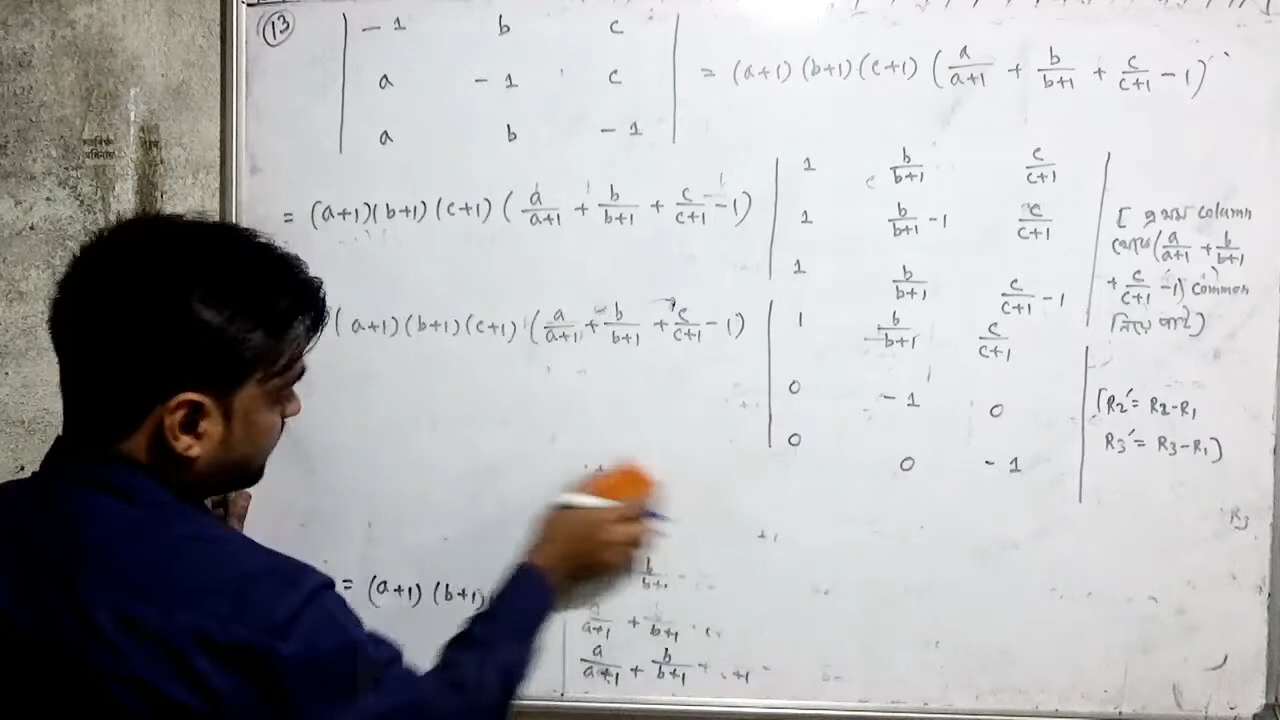 (13) | -1 b c |
| a -1 c | = (a+1) (b+1) (c+1) (a/(a+1) + b/(b+1) + c/(c+1) - 1)
| a b -1 |
= (a+1)(b+1)(c+1) (a/(a+1) + b/(b+1) + c/(c+1) - 1) | 1 b/(b+1) c/(c+1) |
| 1 b/(b+1) - 1 c/(c+1) |
| 1 b/(b+1) c/(c+1) - 1 |
[ প্রথম column
থেকে (a/(a+1) + b/(b+1)
+ c/(c+1) - 1) common
নিয়ে পাই)
(a+1)(b+1)(c+1) (a/(a+1) + b/(b+1) + c/(c+1) - 1) | 1 b/(b+1) c/(c+1) |
| 0 -1 0 |
| 0 0 -1 |
[R2′ = R2-R1
R3′ = R3-R1)
R3
= (a+1) (b+1)
b/(b+1)
a/(a+1) + b/(b+1)
a/(a+1) + b/(b+1) +